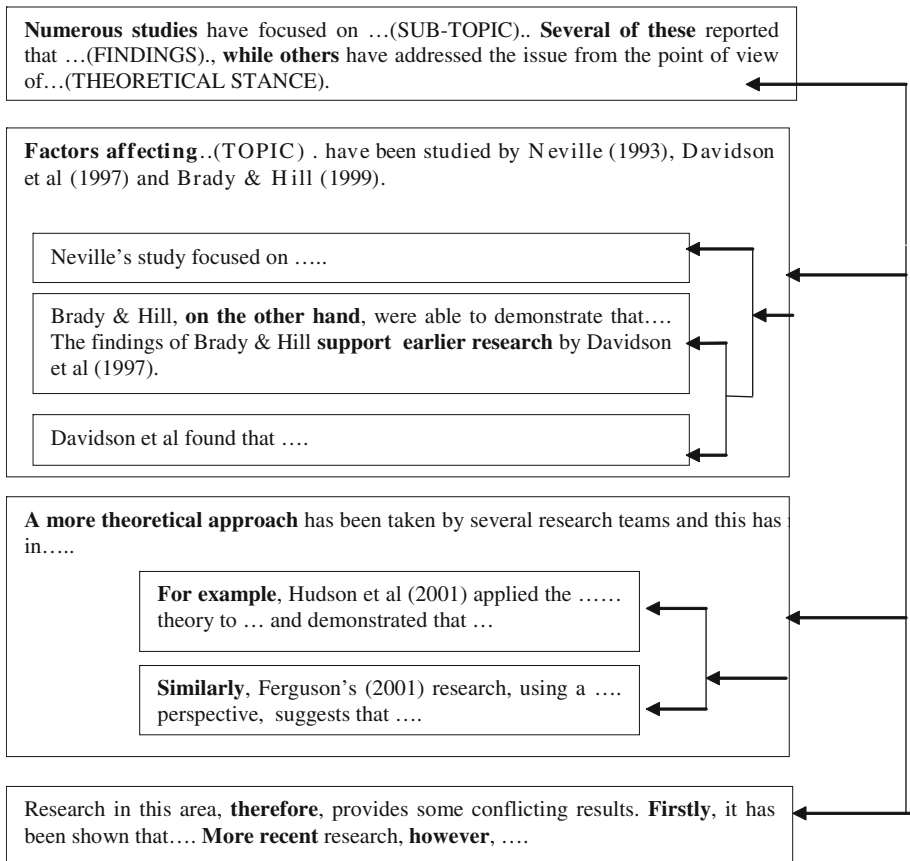 Numerous studies have focused on …(SUB-TOPIC).. Several of these reported
that …(FINDINGS)., while others have addressed the issue from the point of view
of…(THEORETICAL STANCE).
Factors affecting..(TOPIC) . have been studied by Neville (1993), Davidson
et al (1997) and Brady & Hill (1999).
Neville's study focused on …..
Brady & Hill, on the other hand, were able to demonstrate that….
The findings of Brady & Hill support earlier research by Davidson
et al (1997).
Davidson et al found that ….
A more theoretical approach has been taken by several research teams and this has
in…..
For example, Hudson et al (2001) applied the ……
theory to … and demonstrated that …
Similarly, Ferguson's (2001) research, using a ….
perspective, suggests that ….
Research in this area, therefore, provides some conflicting results. Firstly, it has
been shown that…. More recent research, however, ….